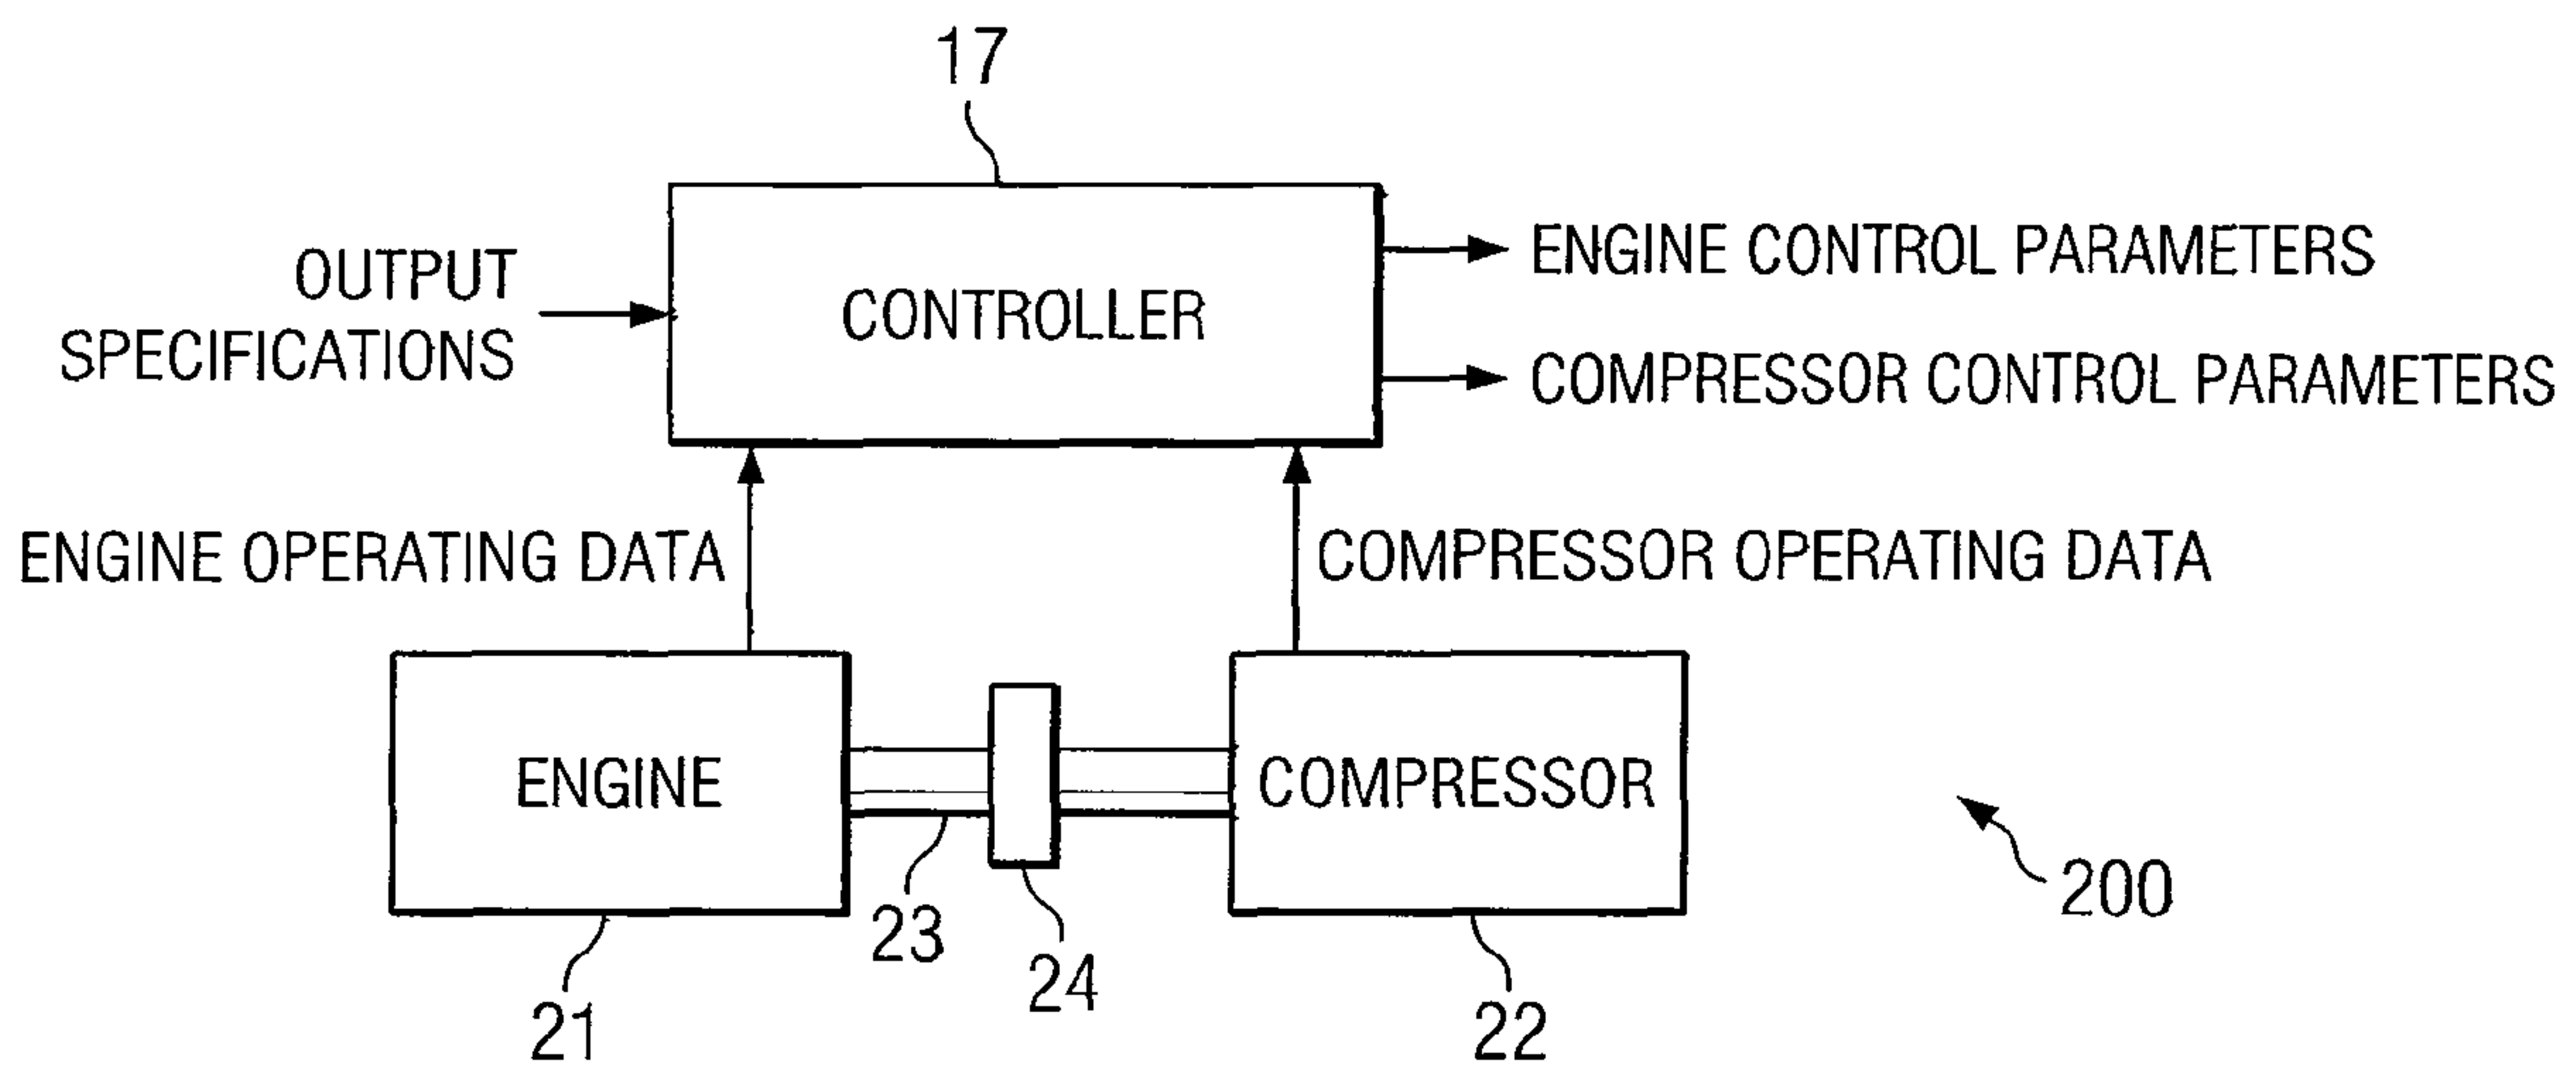 17
OUTPUT
SPECIFICATIONS
CONTROLLER
ENGINE CONTROL PARAMETERS
COMPRESSOR CONTROL PARAMETERS
ENGINE OPERATING DATA
COMPRESSOR OPERATING DATA
ENGINE
COMPRESSOR
200
23
24
21
22